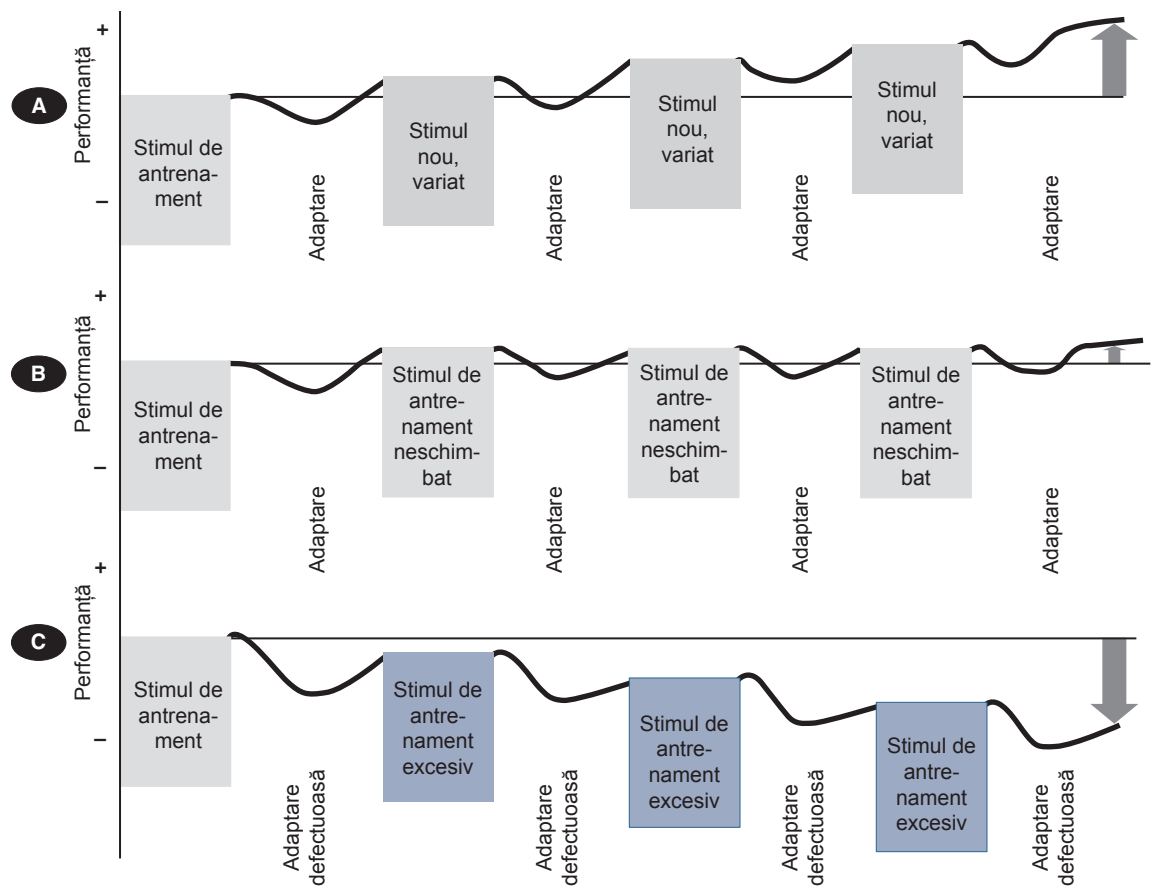 +
A
Performanță
–
Stimul de
antrena-
ment
Adaptare
Stimul
nou,
variat
Adaptare
Stimul
nou,
variat
Adaptare
Stimul
nou,
variat
Adaptare
+
B
Performanță
–
Stimul de
antrena-
ment
Adaptare
Stimul de
antre-
nament
neschim-
bat
Adaptare
Stimul de
antre-
nament
neschim-
bat
Adaptare
Stimul de
antre-
nament
neschim-
bat
Adaptare
+
C
Performanță
–
Stimul de
antrena-
ment
Adaptare
defectuoasă
Stimul de
antre-
nament
excesiv
Adaptare
defectuoasă
Stimul de
antre-
nament
excesiv
Adaptare
defectuoasă
Stimul de
antre-
nament
excesiv
Adaptare
defectuoasă